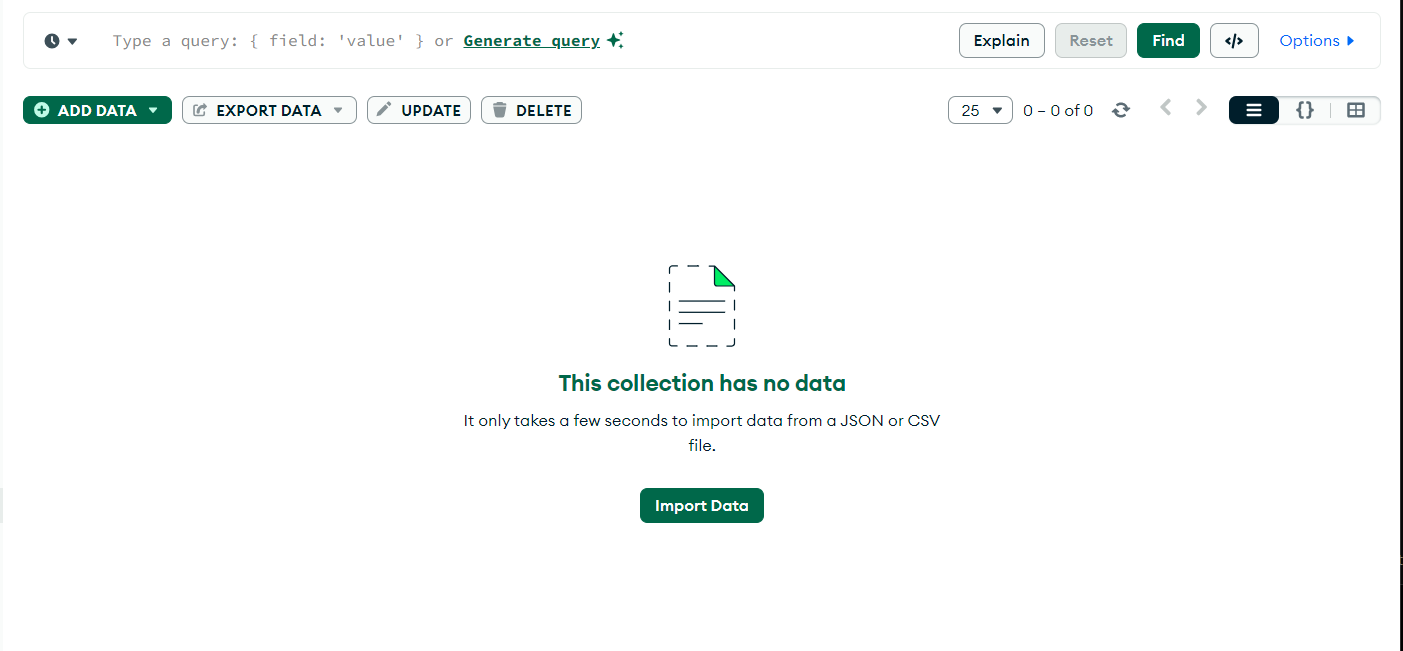 Type a query: { field: 'value' } or Generate query
Explain
Reset
Find
</>
Options
ADD DATA
EXPORT DATA
UPDATE
DELETE
25
0 – 0 of 0
{}
This collection has no data
It only takes a few seconds to import data from a JSON or CSV
file.
Import Data